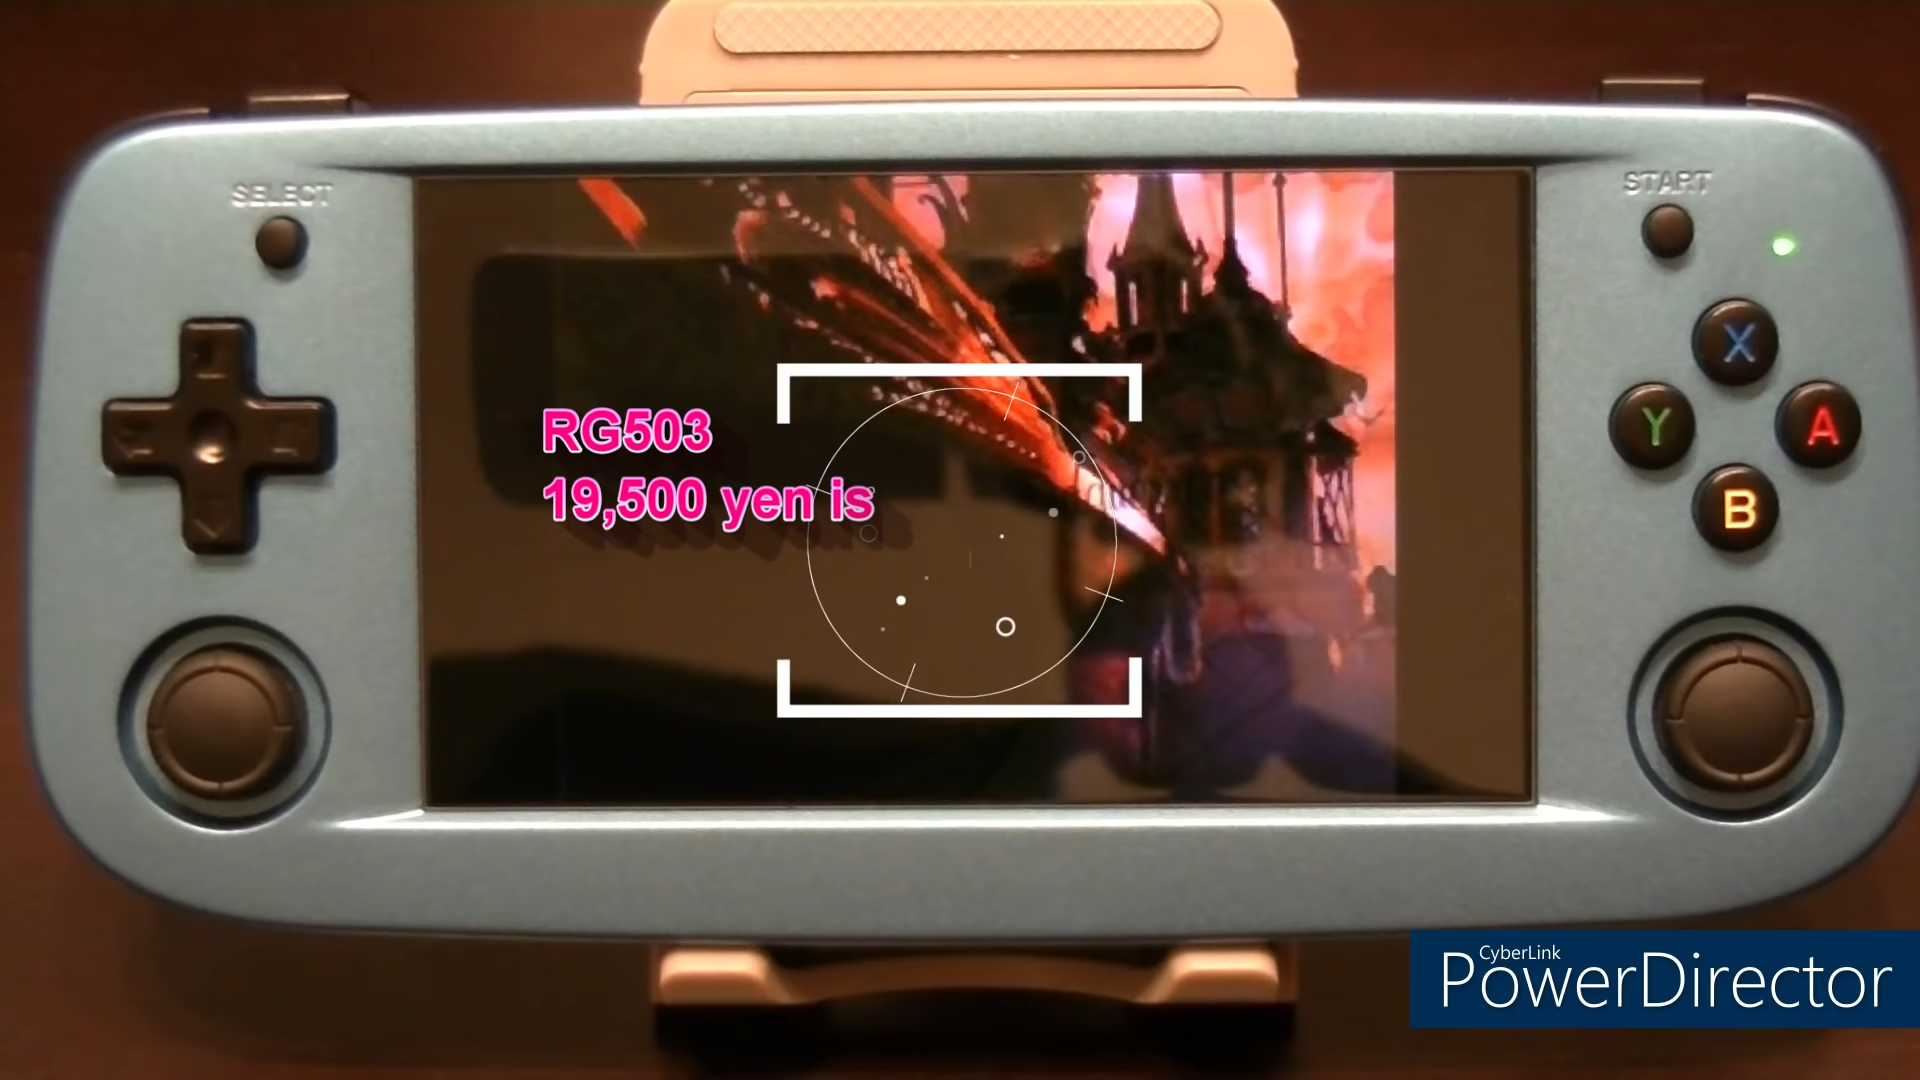 SELECT
START
X
Y
A
B
RG503
19,500 yen is
CyberLink
PowerDirector